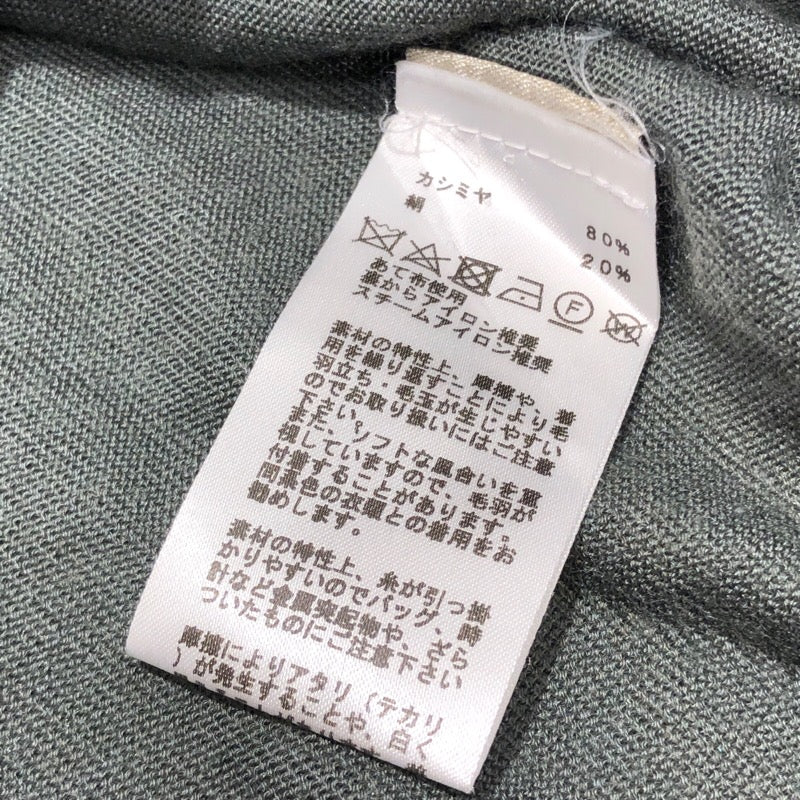 カシミヤ 80%
絹 20%
F
W
あて布使用
裏からアイロン推奨
スチームアイロン推奨
素材の特性上、摩擦や、着
用を繰り返すことにより毛
羽立ち・毛玉が生じやすい
のでお取り扱いにはご注意
下さい。
また、ソフトな風合いを重
視していますので、毛羽が
付着することがあります。
同系色の衣類との着用をお
勧めします。
素材の特性上、糸が引っ掛
かりやすいのでバッグ、時
計など金属突起物や、ざら
ついたものにご注意下さい
摩擦によりアタリ(テカリ
)が発生することや、白く